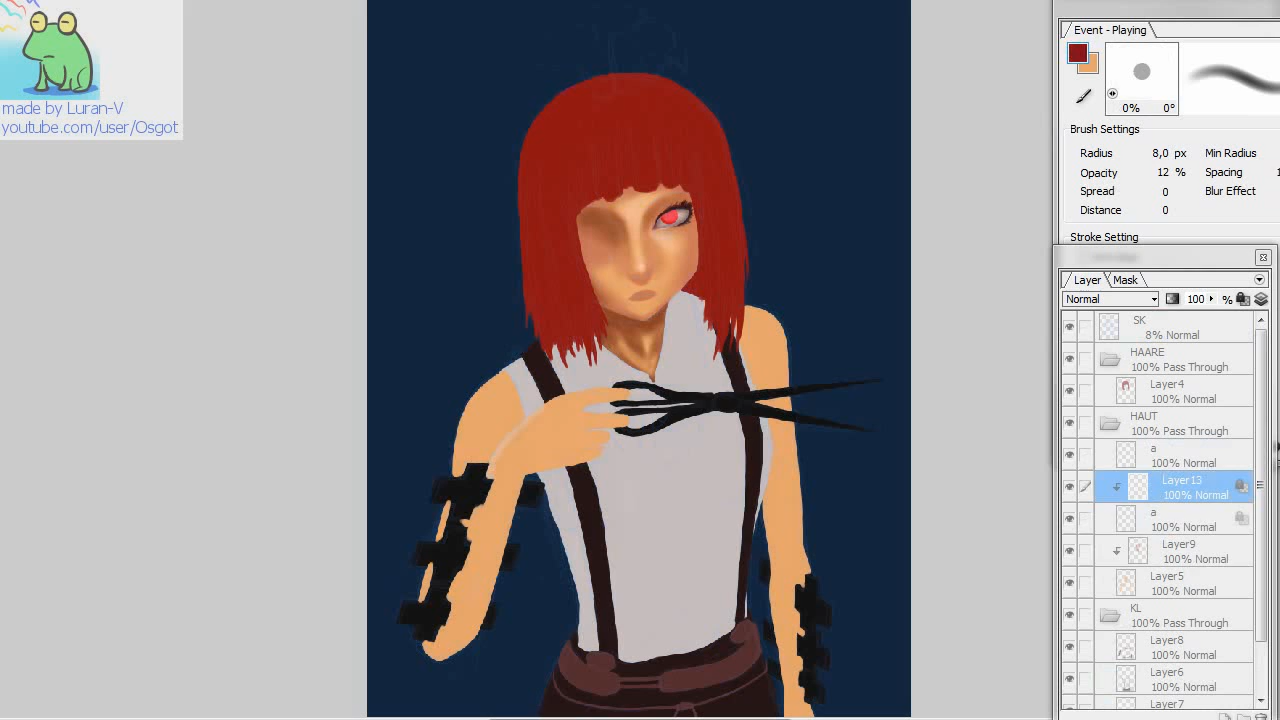 made by Luran-V
youtube.com/user/Osgot
Event - Playing
0% 0°
Brush Settings
Radius 8,0 px Min Radius
Opacity 12 % Spacing
Spread 0 Blur Effect
Distance 0
Stroke Setting
Layer Mask
Normal 100 %
SK
8% Normal
HAARE
100% Pass Through
Layer4
100% Normal
HAUT
100% Pass Through
a
100% Normal
Layer13
100% Normal
a
100% Normal
Layer9
100% Normal
Layer5
100% Normal
KL
100% Pass Through
Layer8
100% Normal
Layer6
100% Normal
Layer7